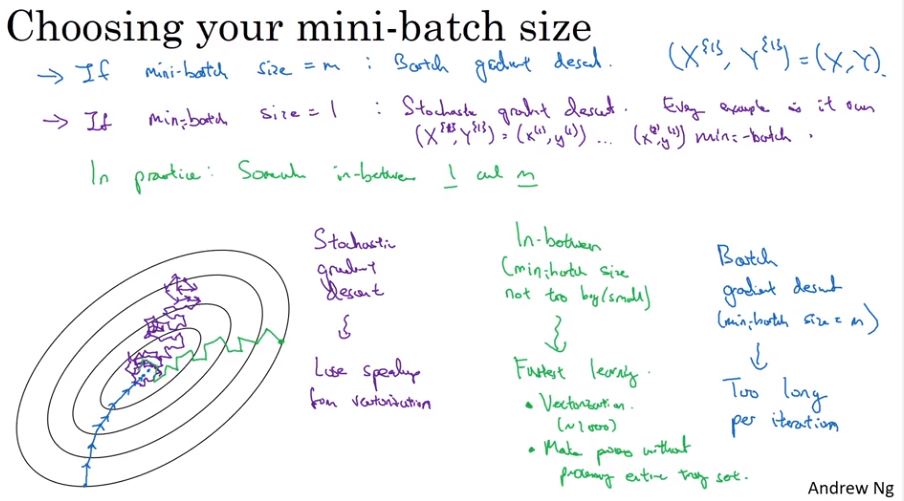 Choosing your mini-batch size
→ If mini-batch size = m : Batch gradient descent. (X^{1}, Y^{1}) = (X, Y).
→ If mini-batch size = 1 : Stochastic gradient descent. Every example is it own
(X^{1}, Y^{1}) = (x^(1), y^(1)) ... (x^(2), y^(2)) mini-batch.
In practice: Somewhere in-between 1 and m
Stochastic
gradient
descent
Lose speedup
from vectorization
In-between
(mini-batch size
not too big/small)
Fastest learning.
• Vectorization.
(~1000)
• Make progress without
processing entire training set.
Batch
gradient descent
(mini-batch size = m)
Too long
per iteration
Andrew Ng